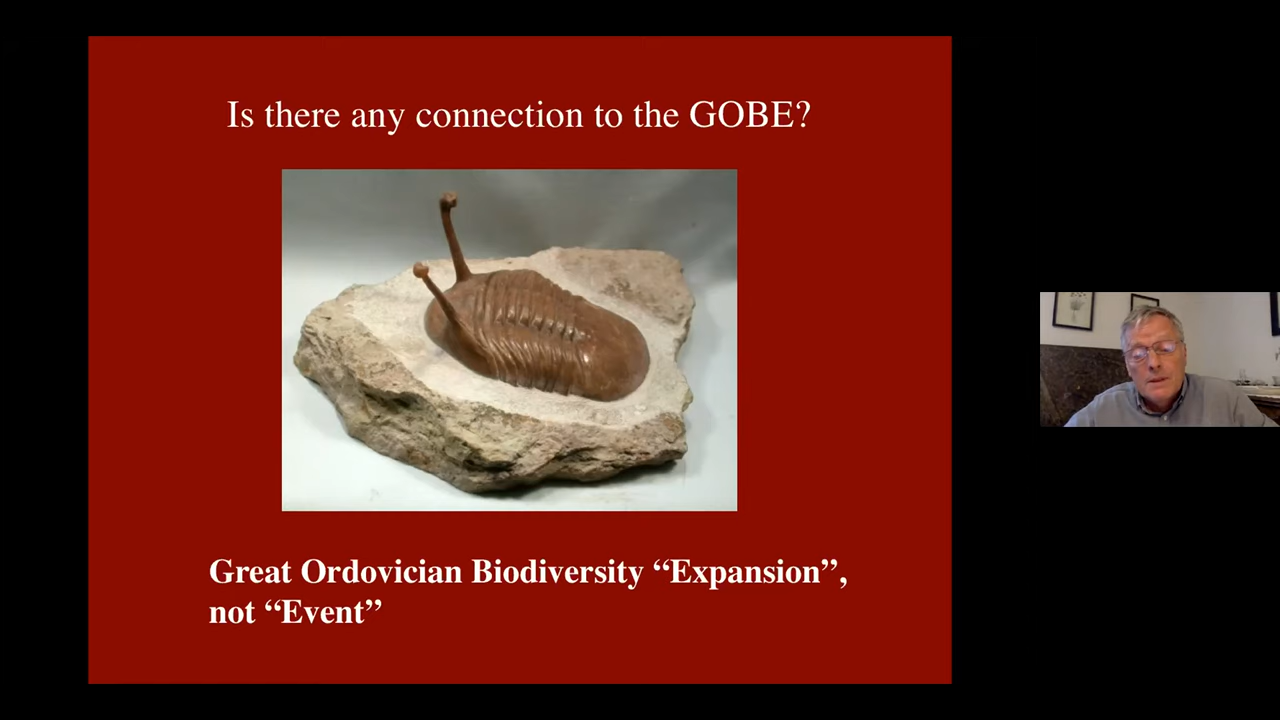 Is there any connection to the GOBE?
Great Ordovician Biodiversity “Expansion”,
not “Event”